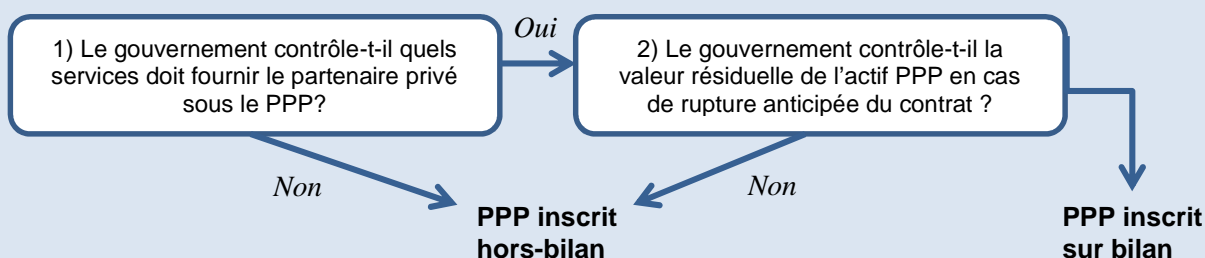 1) Le gouvernement contrôle-t-il quels
services doit fournir le partenaire privé
sous le PPP?
Oui
2) Le gouvernement contrôle-t-il la
valeur résiduelle de l'actif PPP en cas
de rupture anticipée du contrat ?
Non
Non
PPP inscrit
hors-bilan
PPP inscrit
sur bilan